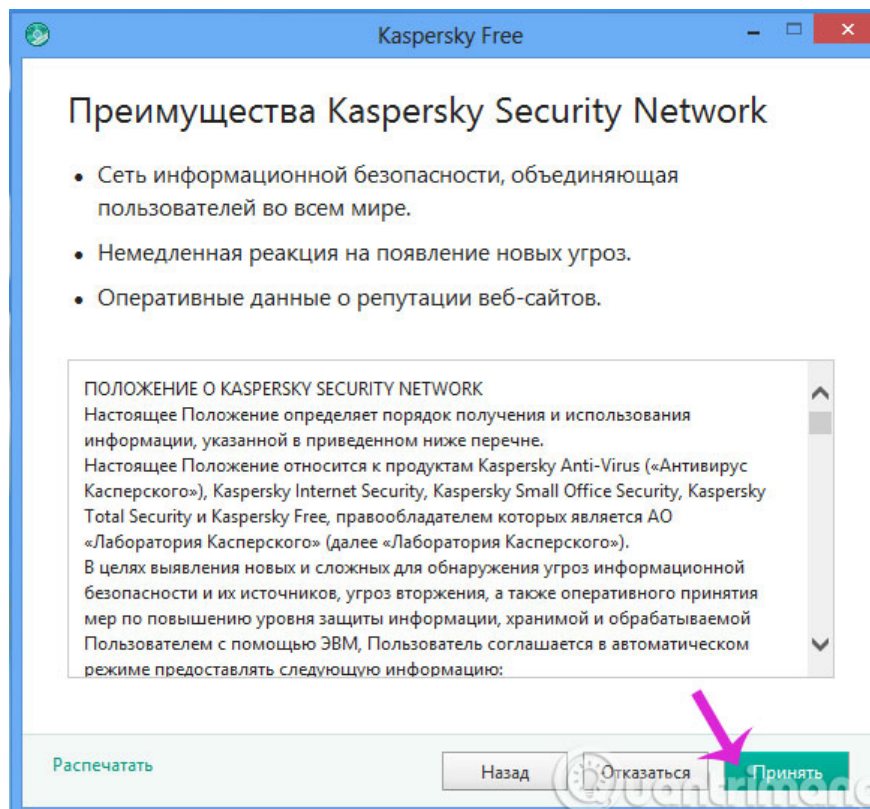 Kaspersky Free
Преимущества Kaspersky Security Network
• Сеть информационной безопасности, объединяющая
пользователей во всем мире.
• Немедленная реакция на появление новых угроз.
• Оперативные данные о репутации веб-сайтов.
ПОЛОЖЕНИЕ О KASPERSKY SECURITY NETWORK
Настоящее Положение определяет порядок получения и использования
информации, указанной в приведенном ниже перечне.
Настоящее Положение относится к продуктам Kaspersky Anti-Virus («Антивирус
Касперского»), Kaspersky Internet Security, Kaspersky Small Office Security, Kaspersky
Total Security и Kaspersky Free, правообладателем которых является АО
«Лаборатория Касперского» (далее «Лаборатория Касперского»).
В целях выявления новых и сложных для обнаружения угроз информационной
безопасности и их источников, угроз вторжения, а также оперативного принятия
мер по повышению уровня защиты информации, хранимой и обрабатываемой
Пользователем с помощью ЭВМ, Пользователь соглашается в автоматическом
режиме предоставлять следующую информацию:
Распечатать
Назад
Отказаться
Принять
Quantrimang